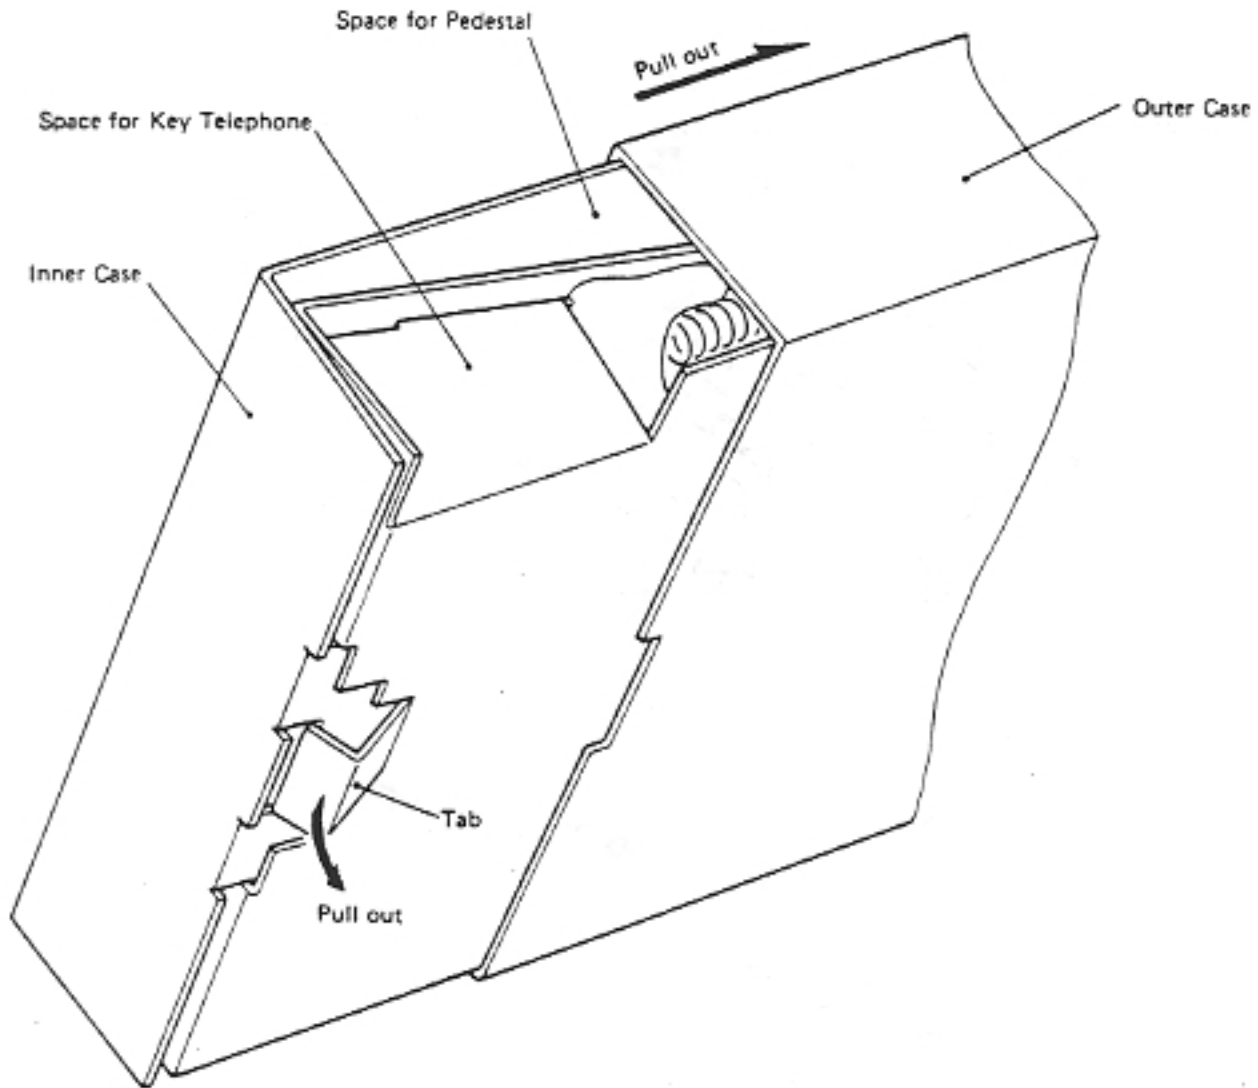 Space for Pedestal
Pull out
Outer Case
Space for Key Telephone
Inner Case
Tab
Pull out